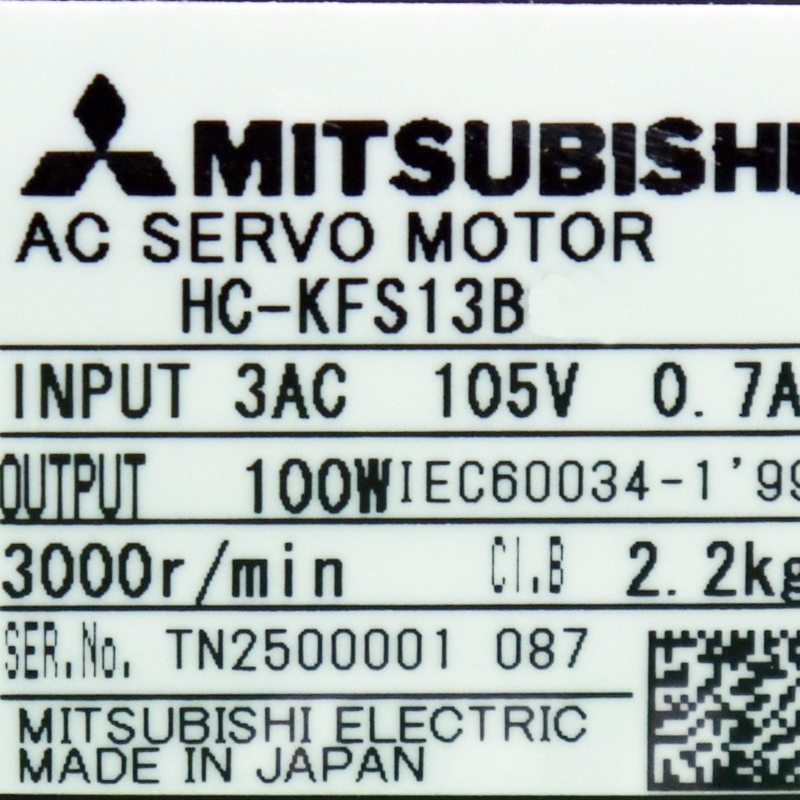 MITSUBISHI
AC SERVO MOTOR
HC-KFS13B
INPUT 3AC 105V 0.7A
OUTPUT 100W IEC60034-1'99
3000r/min CI.B 2.2kg
SER.No. TN2500001 087
MITSUBISHI ELECTRIC
MADE IN JAPAN